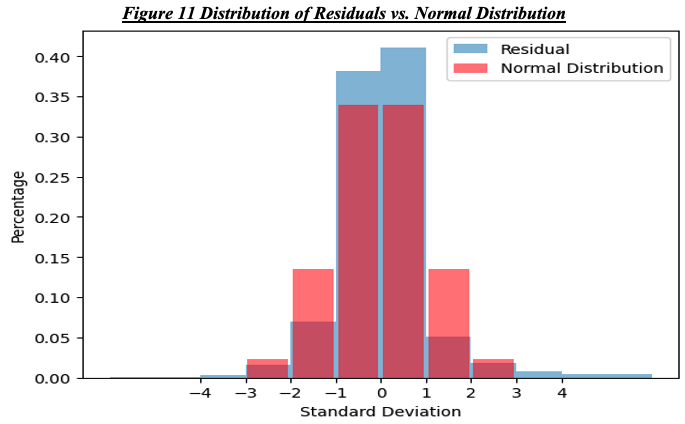 Figure 11 Distribution of Residuals vs. Normal Distribution
Residual
Normal Distribution
0.40
0.35
0.30
0.25
0.20
0.15
0.10
0.05
0.00
Percentage
−4 −3 −2 −1 0 1 2 3 4
Standard Deviation